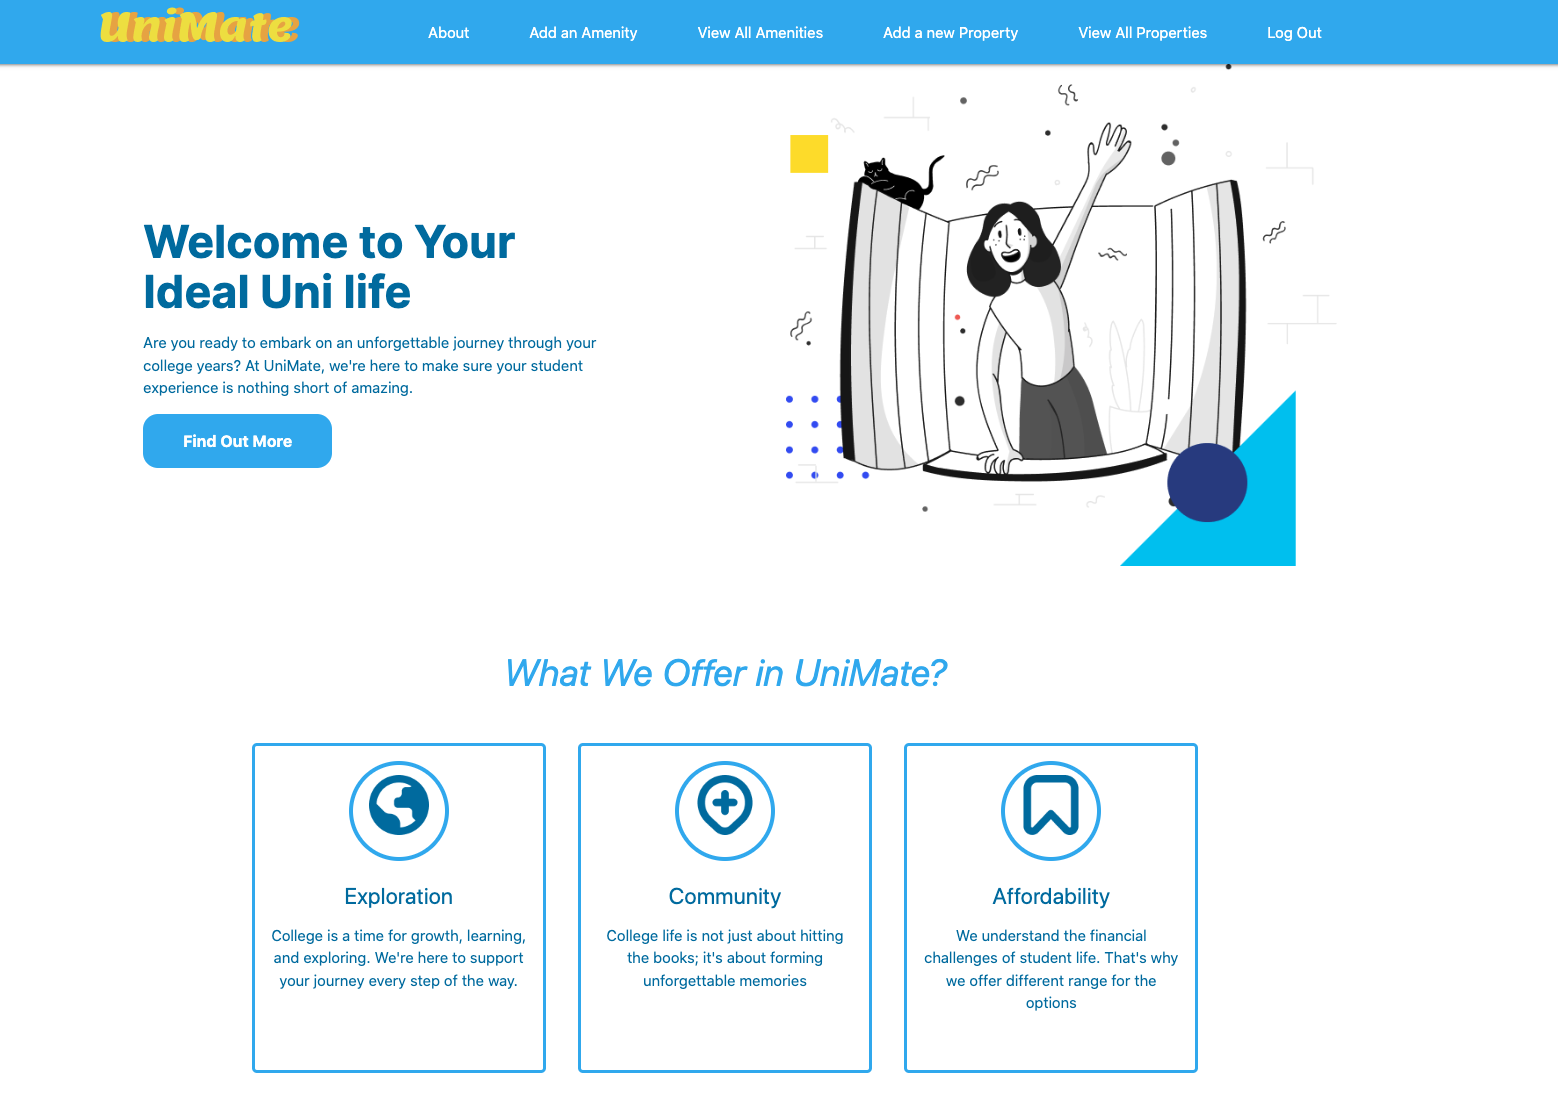 UniMate
About
Add an Amenity
View All Amenities
Add a new Property
View All Properties
Log Out
Welcome to Your
Ideal Uni life
Are you ready to embark on an unforgettable journey through your
college years? At UniMate, we're here to make sure your student
experience is nothing short of amazing.
Find Out More
What We Offer in UniMate?
Exploration
College is a time for growth, learning,
and exploring. We're here to support
your journey every step of the way.
Community
College life is not just about hitting
the books; it's about forming
unforgettable memories
Affordability
We understand the financial
challenges of student life. That's why
we offer different range for the
options